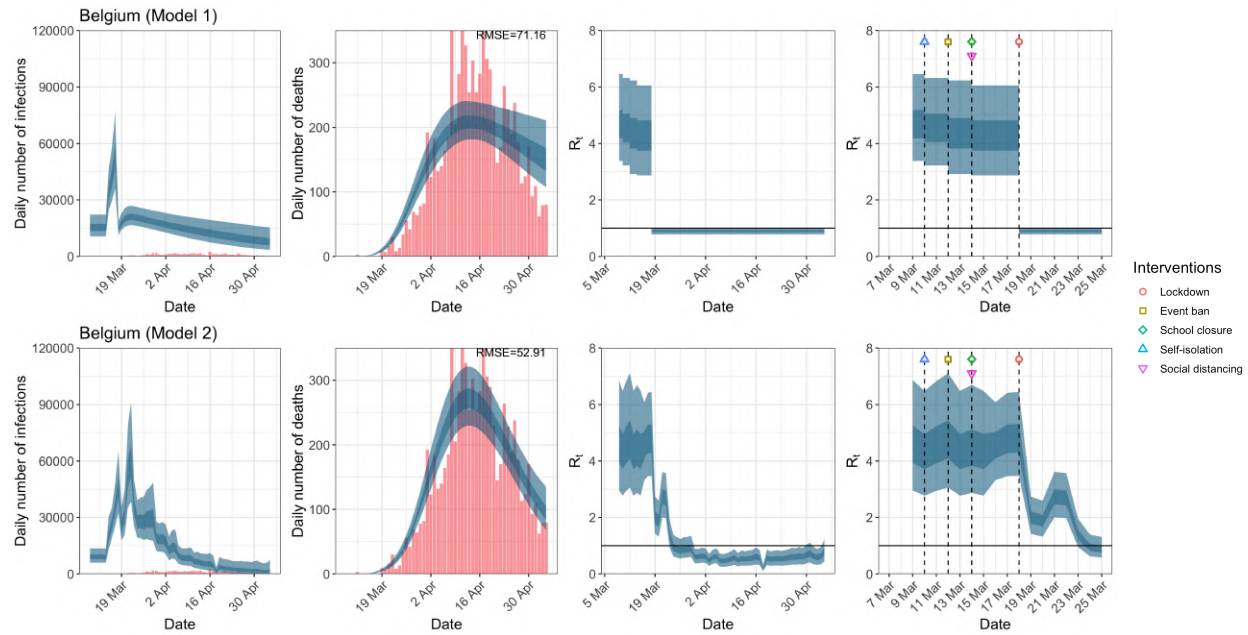 Belgium (Model 1)
Daily number of infections
120000
90000
60000
30000
0
19 Mar
2 Apr
16 Apr
30 Apr
Date
Daily number of deaths
RMSE=71.16
300
200
100
0
19 Mar
2 Apr
16 Apr
30 Apr
Date
Rt
8
6
4
2
0
5 Mar
19 Mar
2 Apr
16 Apr
30 Apr
Date
Rt
8
6
4
2
0
7 Mar
9 Mar
11 Mar
13 Mar
15 Mar
17 Mar
19 Mar
21 Mar
23 Mar
25 Mar
Date
Belgium (Model 2)
Daily number of infections
120000
90000
60000
30000
0
19 Mar
2 Apr
16 Apr
30 Apr
Date
Daily number of deaths
RMSE=52.91
300
200
100
0
19 Mar
2 Apr
16 Apr
30 Apr
Date
Rt
8
6
4
2
0
5 Mar
19 Mar
2 Apr
16 Apr
30 Apr
Date
Rt
8
6
4
2
0
7 Mar
9 Mar
11 Mar
13 Mar
15 Mar
17 Mar
19 Mar
21 Mar
23 Mar
25 Mar
Date
Interventions
Lockdown
Event ban
School closure
Self-isolation
Social distancing